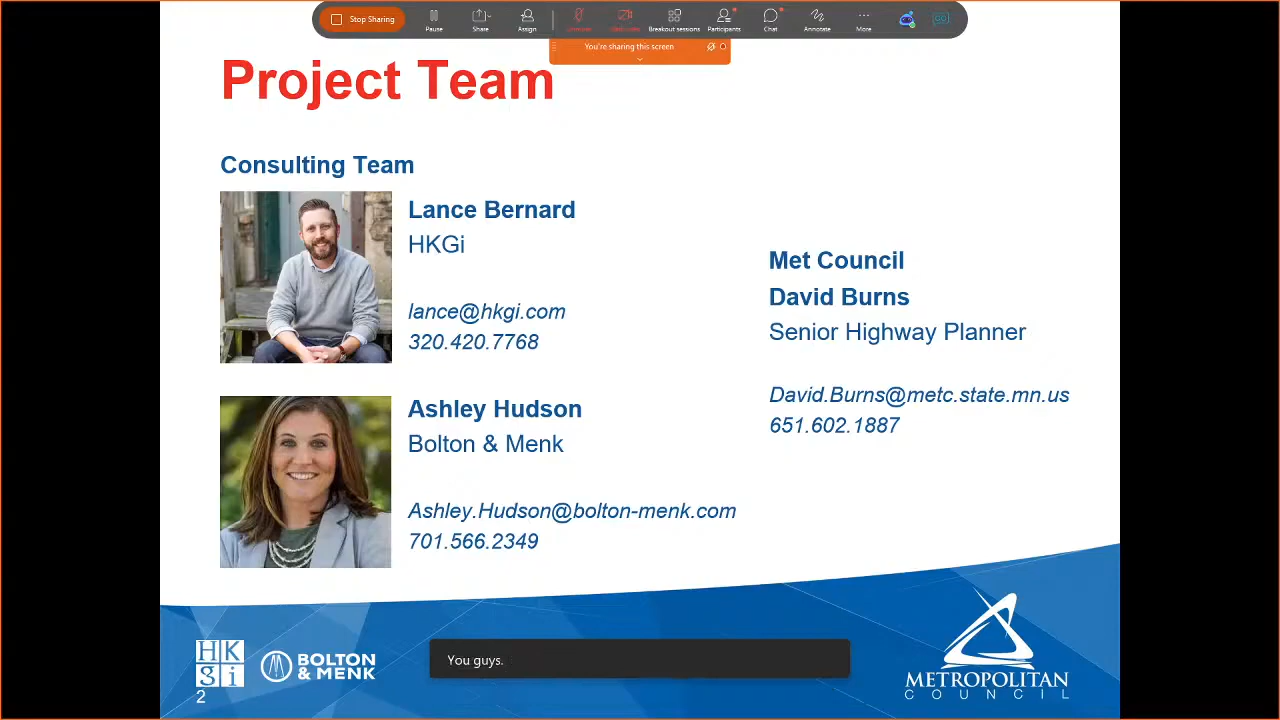 Stop Sharing
Pause
Share
Assign
Breakout sessions
Participants
Chat
Annotate
More
You're sharing this screen
Project Team
Consulting Team
Lance Bernard
HKGi
lance@hkgi.com
320.420.7768
Ashley Hudson
Bolton & Menk
Ashley.Hudson@bolton-menk.com
701.566.2349
Met Council
David Burns
Senior Highway Planner
David.Burns@metc.state.mn.us
651.602.1887
HK
gi
BOLTON
& MENK
2
You guys.
METROPOLITAN
COUNCIL